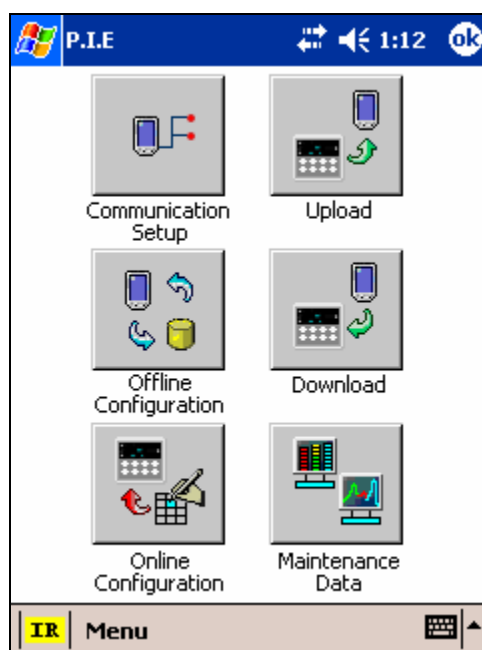 P.I.E 1:12 ok
Communication
Setup
Upload
Offline
Configuration
Download
Online
Configuration
Maintenance
Data
IR Menu